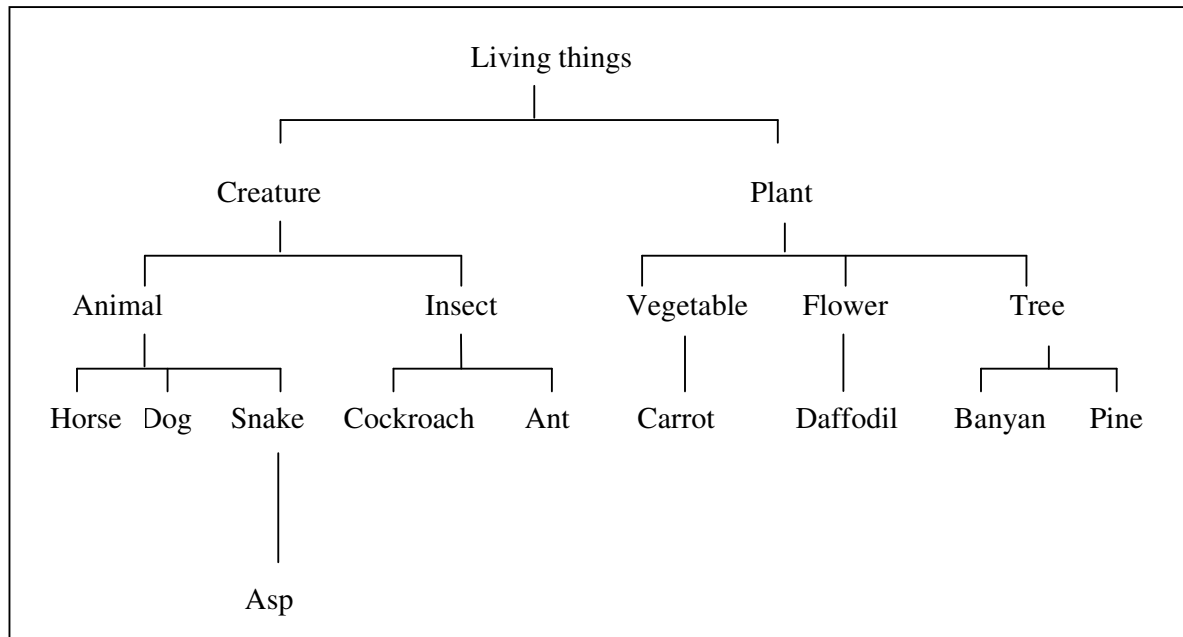 Living things
Creature Plant
Animal Insect Vegetable Flower Tree
Horse Dog Snake Cockroach Ant Carrot Daffodil Banyan Pine
Asp